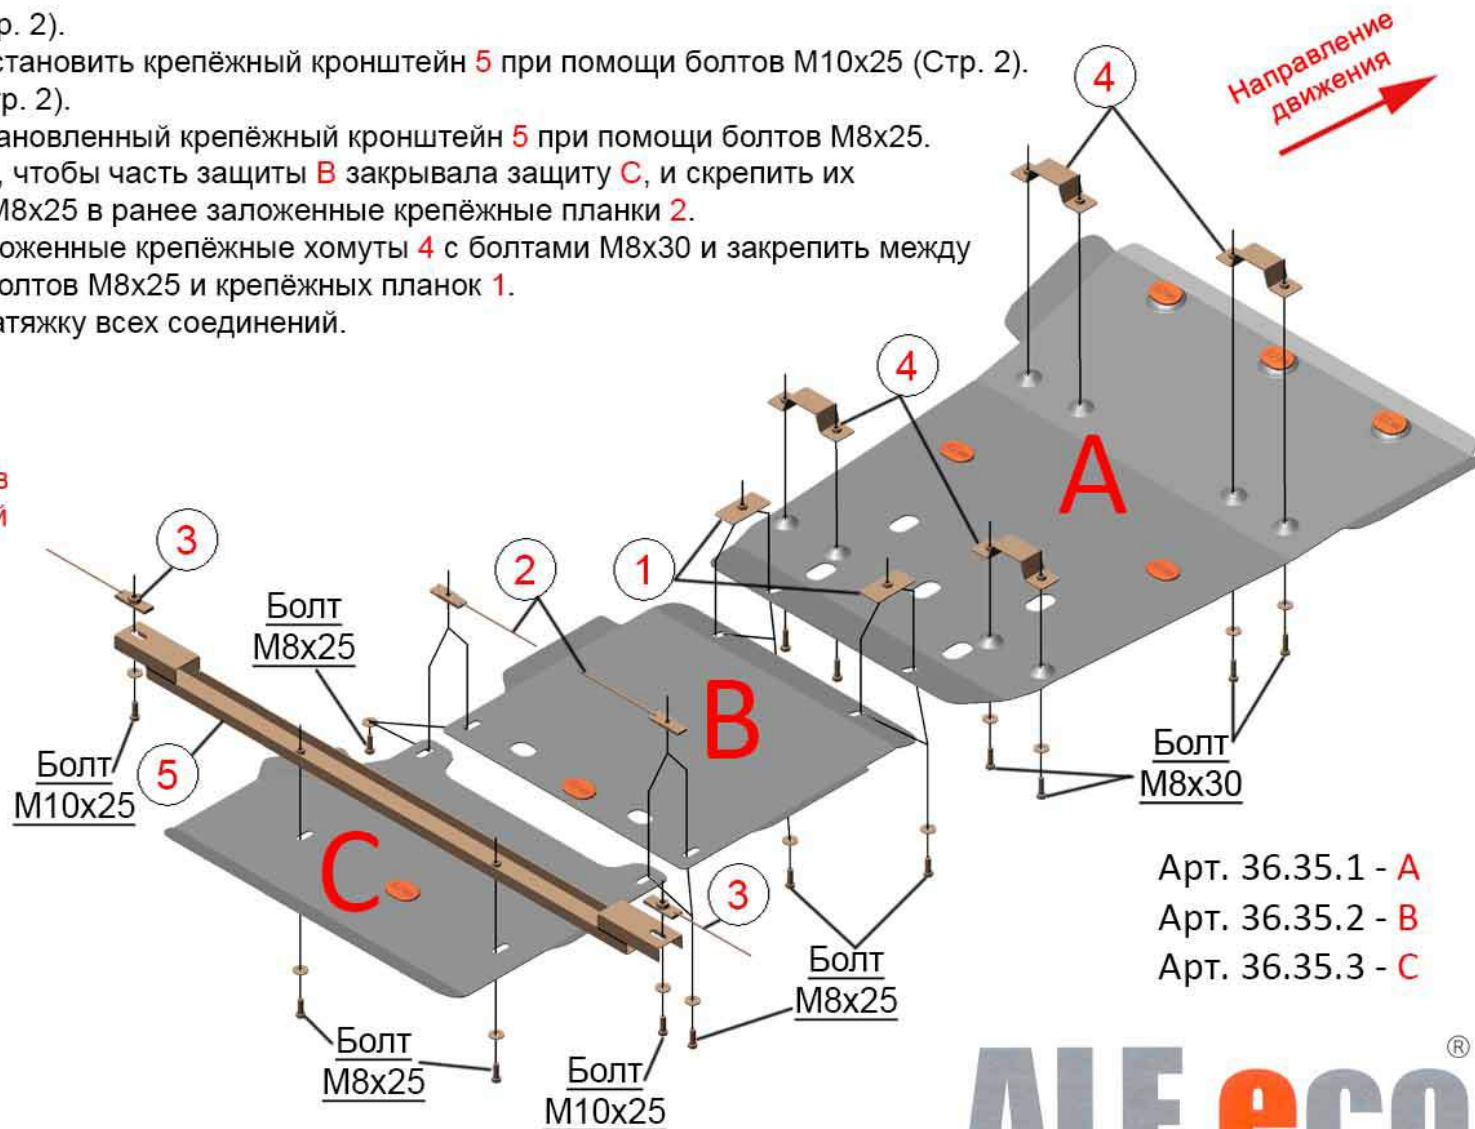 р. 2).
становить крепёжный кронштейн 5 при помощи болтов М10х25 (Стр. 2).
тр. 2).
ановленный крепёжный кронштейн 5 при помощи болтов М8х25.
, чтобы часть защиты В закрывала защиту С, и скрепить их
М8х25 в ранее заложенные крепёжные планки 2.
оженные крепёжные хомуты 4 с болтами М8х30 и закрепить между
болтов М8х25 и крепёжных планок 1.
атяжку всех соединений.
Направление
движения
4
4
A
в
й
3
2
1
Болт
М8х25
B
Болт
М10х25
5
C
3
Болт
М8х30
Болт
М8х25
Болт
М8х25
Болт
М10х25
Арт. 36.35.1 - A
Арт. 36.35.2 - B
Арт. 36.35.3 - C
ALF eco ®